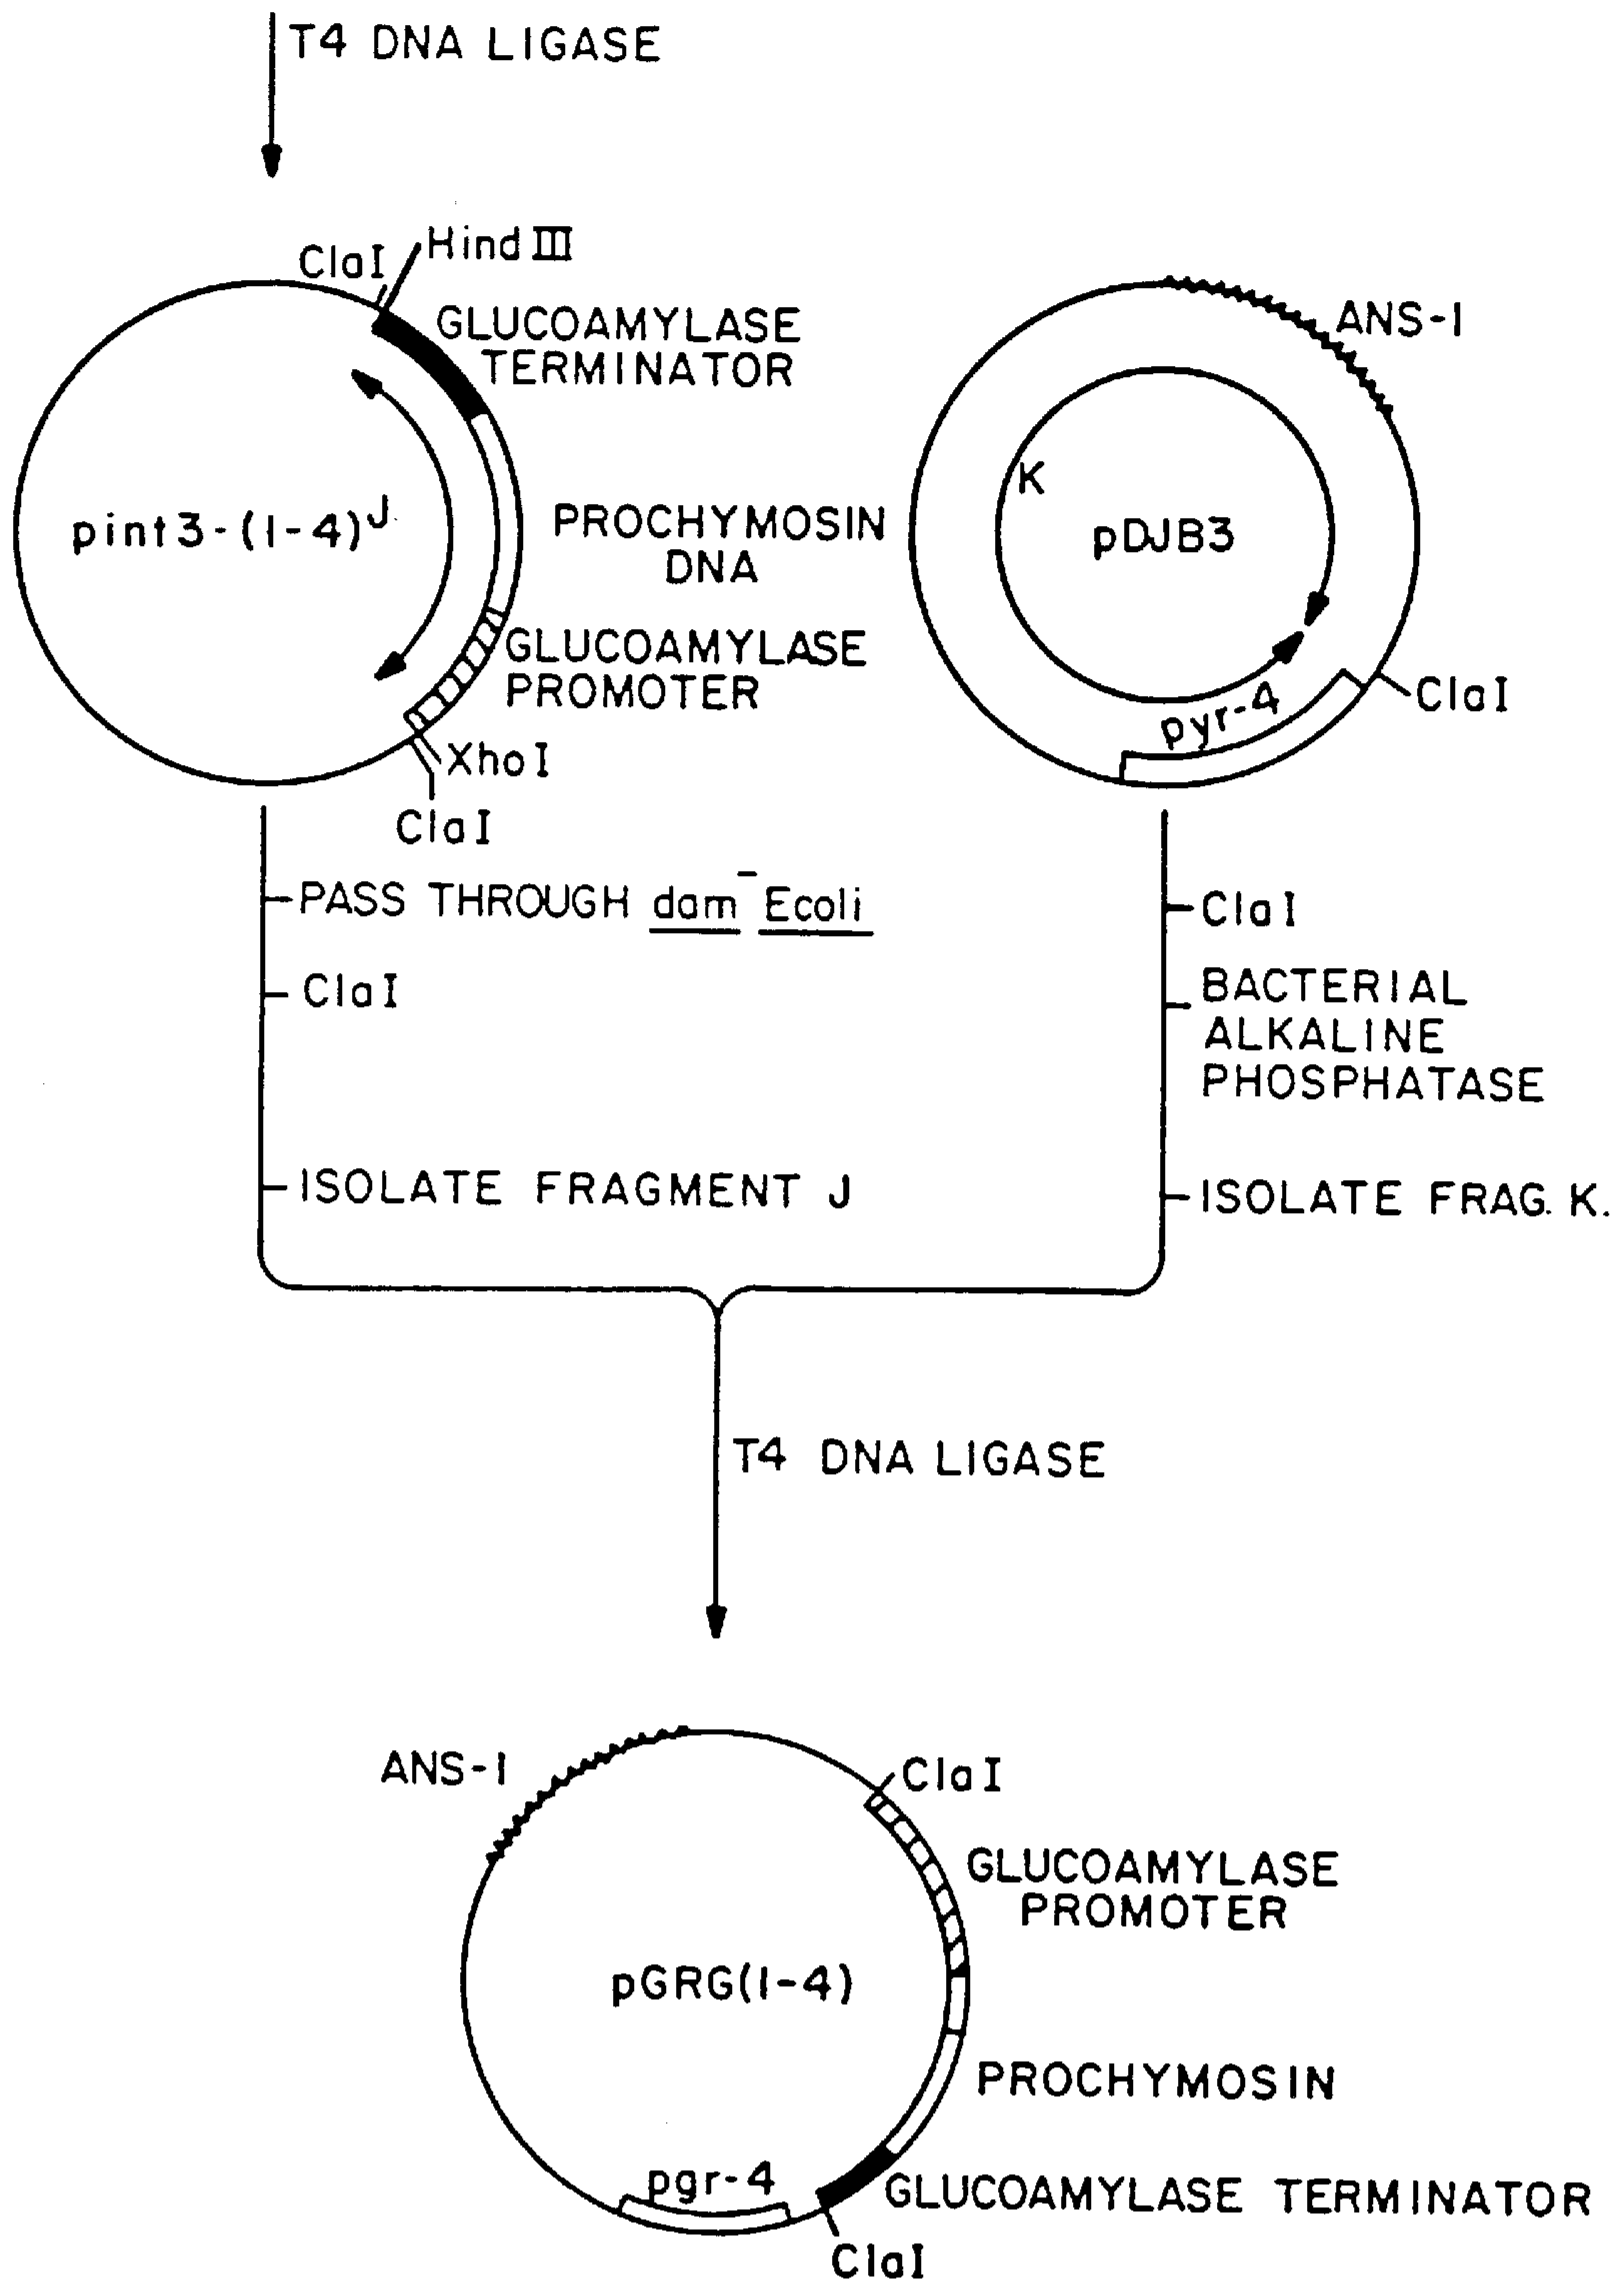 T4 DNA LIGASE
ClaI
Hind III
GLUCOAMYLASE
TERMINATOR
pint3-(1-4)J
PROCHYMOSIN
DNA
GLUCOAMYLASE
PROMOTER
XhoI
ClaI
ANS-1
K
pDJB3
pyr-4
ClaI
PASS THROUGH dam⁻ Ecoli
ClaI
ISOLATE FRAGMENT J
ClaI
BACTERIAL
ALKALINE
PHOSPHATASE
ISOLATE FRAG. K.
T4 DNA LIGASE
ANS-1
ClaI
GLUCOAMYLASE
PROMOTER
pGRG(1-4)
PROCHYMOSIN
pgr-4
GLUCOAMYLASE TERMINATOR
ClaI